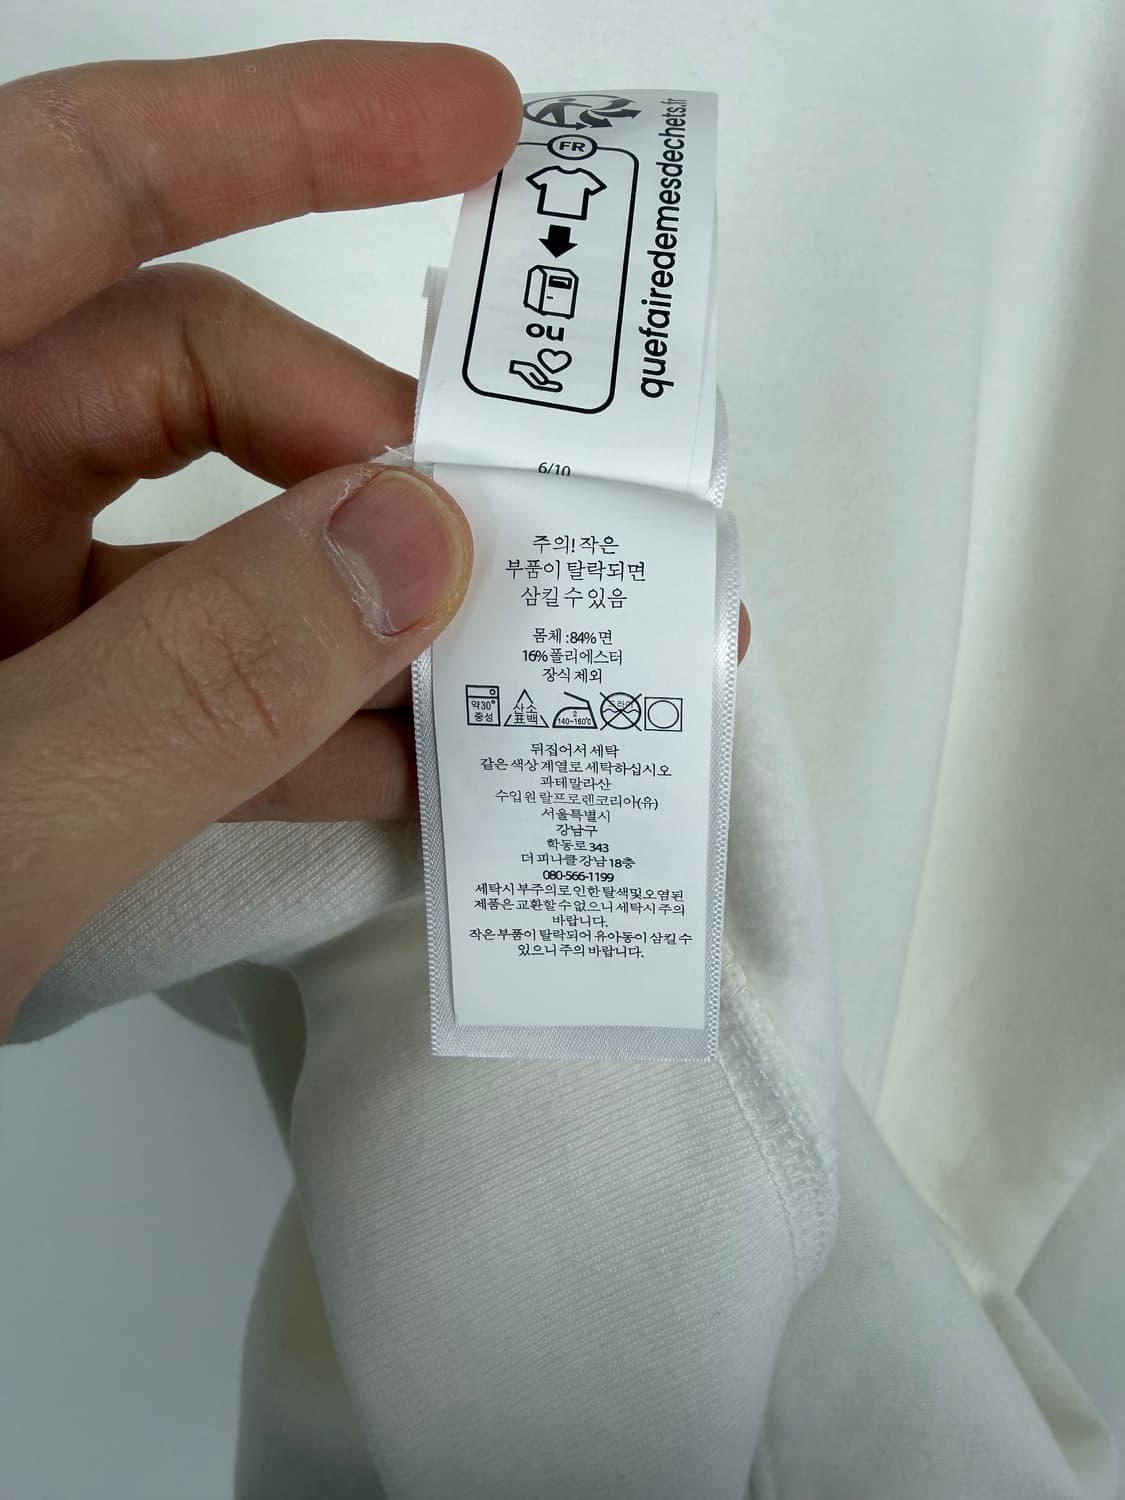 FR
ou
quefairedemesdechets.fr
6/10
주의! 작은
부품이 탈락되면
삼킬 수 있음
몸체 :84% 면
16% 폴리에스터
장식 제외
약30°
중성
산소
표백
2
140~160℃
드라이
뒤집어서 세탁
같은 색상 계열로 세탁하십시오
과테말라산
수입원 랄프로렌코리아(유)
서울특별시
강남구
학동로 343
더 피나클 강남 18층
080-566-1199
세탁시 부주의로 인한 탈색및오염된
제품은 교환할 수 없으니 세탁시 주의
바랍니다.
작은 부품이 탈락되어 유아동이 삼킬 수
있으니 주의 바랍니다.